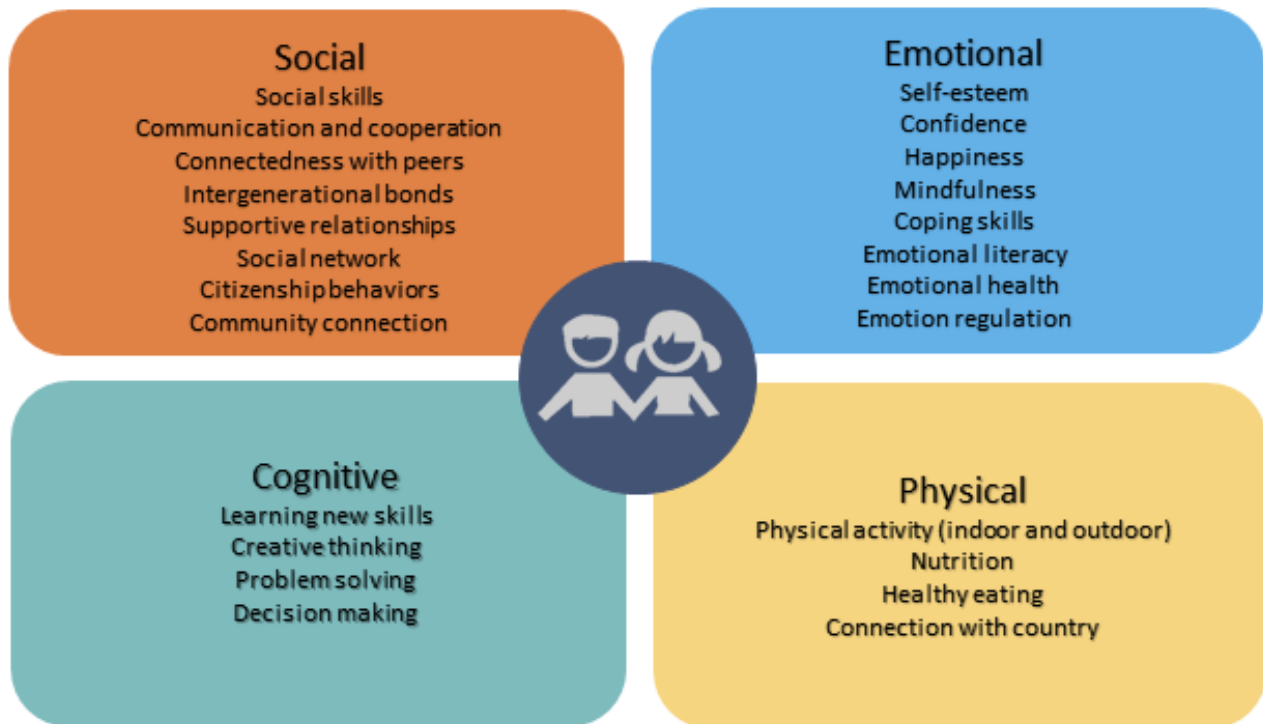 Social
Social skills
Communication and cooperation
Connectedness with peers
Intergenerational bonds
Supportive relationships
Social network
Citizenship behaviors
Community connection
Emotional
Self-esteem
Confidence
Happiness
Mindfulness
Coping skills
Emotional literacy
Emotional health
Emotion regulation
Cognitive
Learning new skills
Creative thinking
Problem solving
Decision making
Physical
Physical activity (indoor and outdoor)
Nutrition
Healthy eating
Connection with country